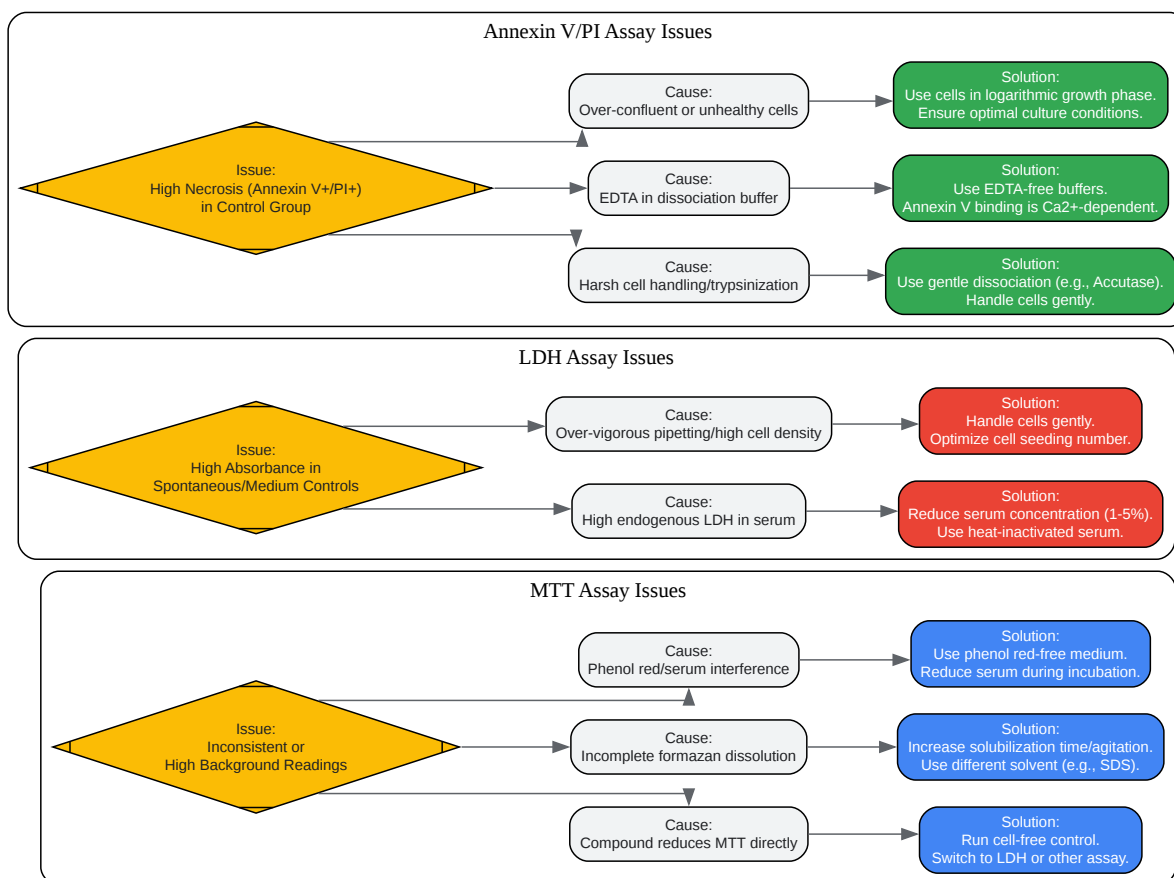 Annexin V/PI Assay Issues
Issue:
High Necrosis (Annexin V+/PI+)
in Control Group
Cause:
Over-confluent or unhealthy cells
Solution:
Use cells in logarithmic growth phase.
Ensure optimal culture conditions.
Cause:
EDTA in dissociation buffer
Solution:
Use EDTA-free buffers.
Annexin V binding is Ca2+-dependent.
Cause:
Harsh cell handling/trypsinization
Solution:
Use gentle dissociation (e.g., Accutase).
Handle cells gently.
LDH Assay Issues
Issue:
High Absorbance in
Spontaneous/Medium Controls
Cause:
Over-vigorous pipetting/high cell density
Solution:
Handle cells gently.
Optimize cell seeding number.
Cause:
High endogenous LDH in serum
Solution:
Reduce serum concentration (1-5%).
Use heat-inactivated serum.
MTT Assay Issues
Issue:
Inconsistent or
High Background Readings
Cause:
Phenol red/serum interference
Solution:
Use phenol red-free medium.
Reduce serum during incubation.
Cause:
Incomplete formazan dissolution
Solution:
Increase solubilization time/agitation.
Use different solvent (e.g., SDS).
Cause:
Compound reduces MTT directly
Solution:
Run cell-free control.
Switch to LDH or other assay.